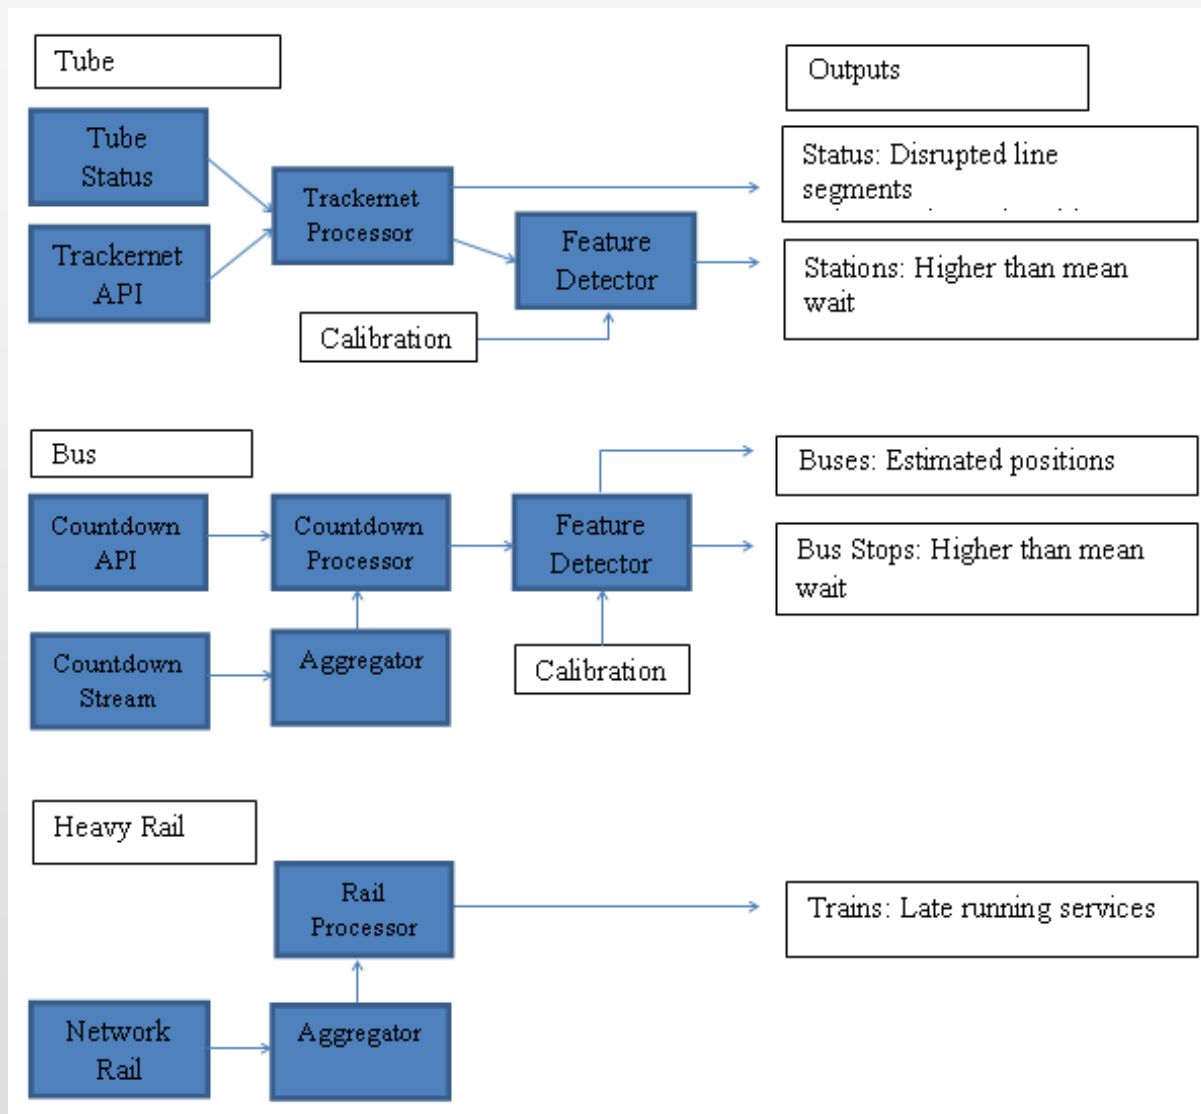 Tube
Outputs
Tube
Status
Trackernet
API
Trackernet
Processor
Feature
Detector
Calibration
Status: Disrupted line
segments
Stations: Higher than mean
wait
Bus
Countdown
API
Countdown
Processor
Feature
Detector
Countdown
Stream
Aggregator
Calibration
Buses: Estimated positions
Bus Stops: Higher than mean
wait
Heavy Rail
Rail
Processor
Trains: Late running services
Network
Rail
Aggregator